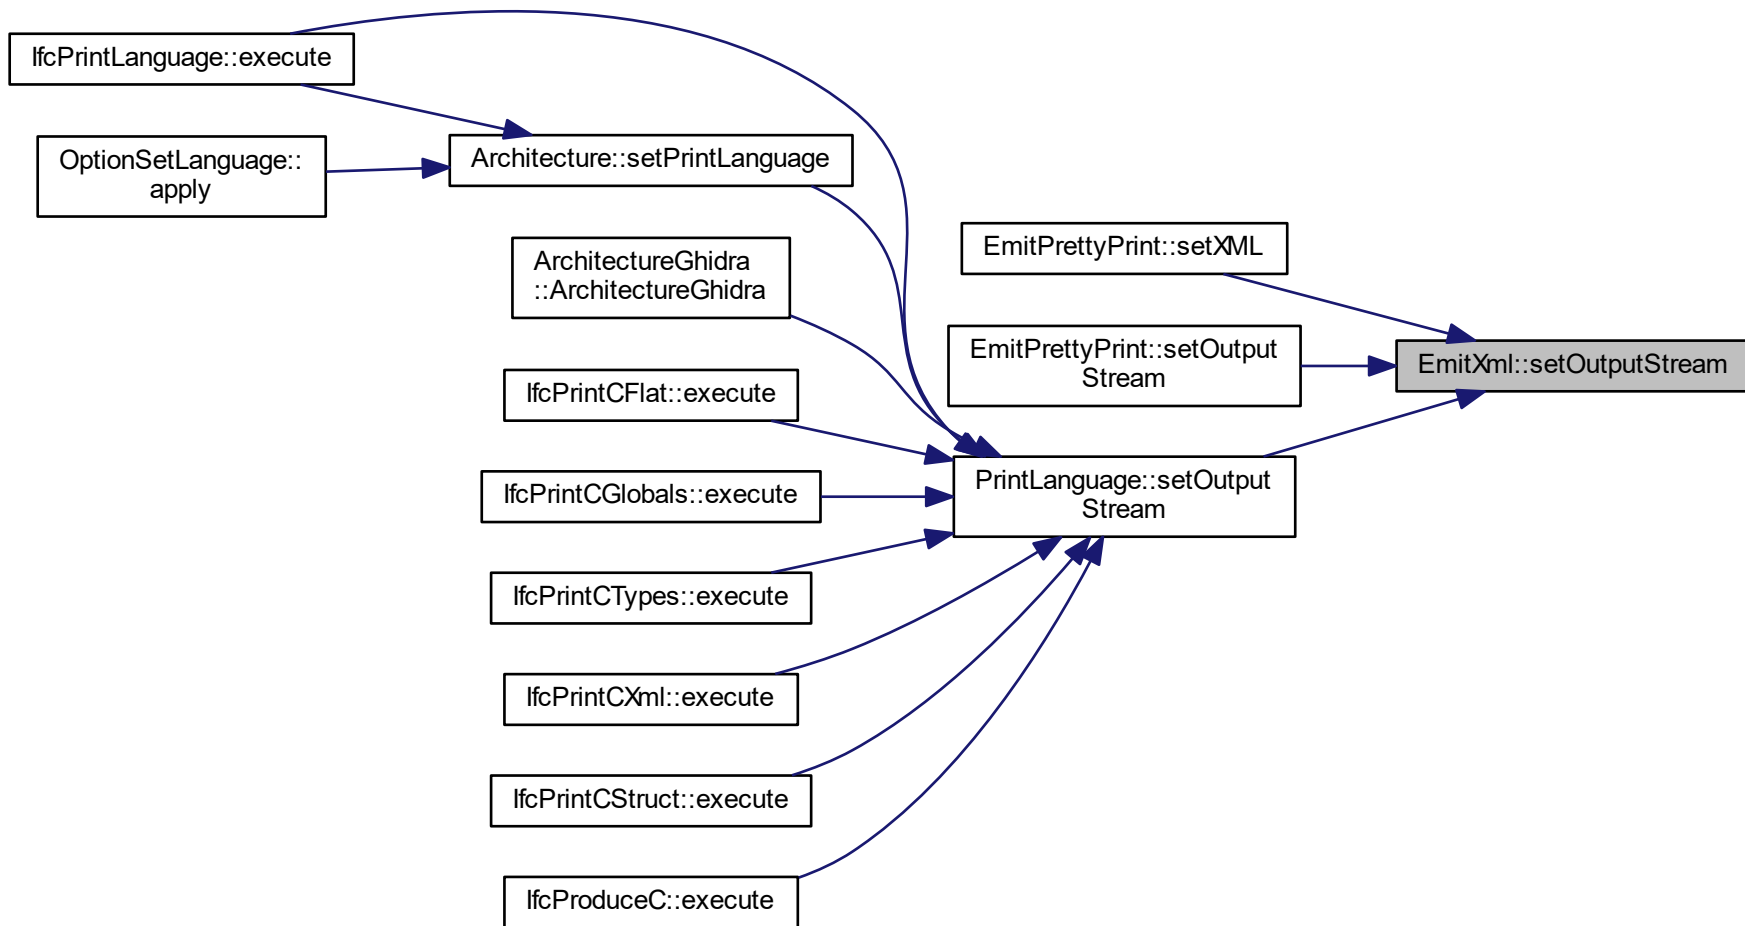 IfcPrintLanguage::execute
OptionSetLanguage::
apply
Architecture::setPrintLanguage
ArchitectureGhidra
::ArchitectureGhidra
IfcPrintCFlat::execute
IfcPrintCGlobals::execute
IfcPrintCTypes::execute
IfcPrintCXml::execute
IfcPrintCStruct::execute
IfcProduceC::execute
EmitPrettyPrint::setXML
EmitPrettyPrint::setOutput
Stream
PrintLanguage::setOutput
Stream
EmitXml::setOutputStream